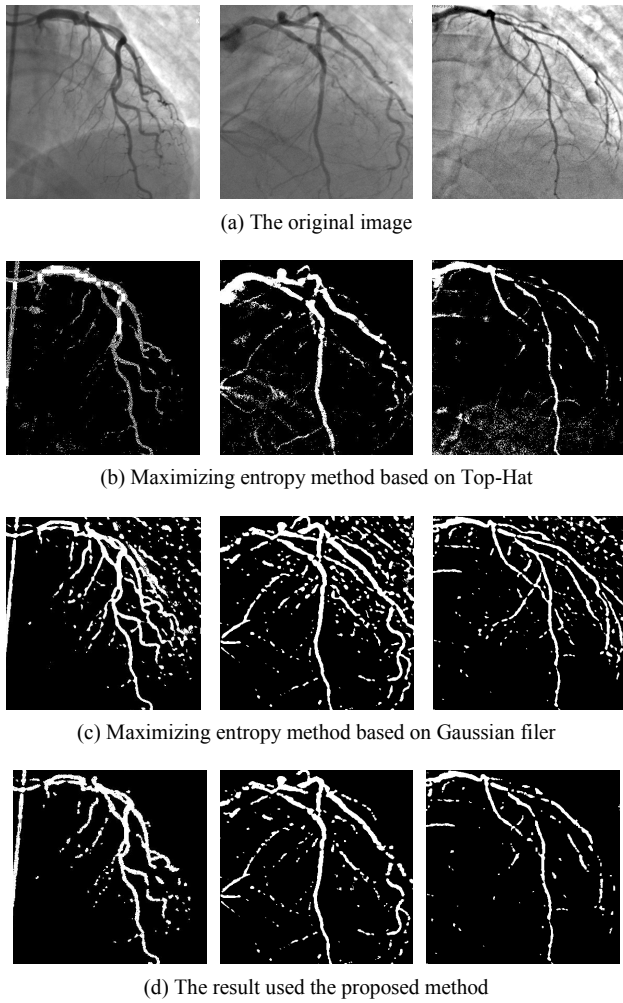 (a) The original image
(b) Maximizing entropy method based on Top-Hat
(c) Maximizing entropy method based on Gaussian filer
(d) The result used the proposed method